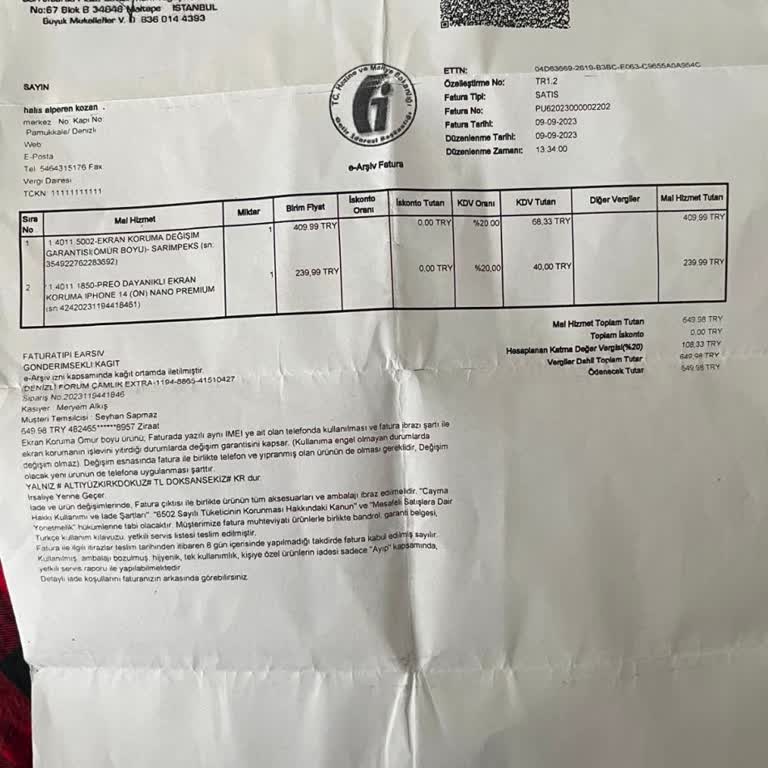 No:67 Blok B 34846 Maltepe İSTANBUL
Büyük Mükellefler V. D 836 014 4393
SAYIN
halis alperen kozan .
merkez No Kapı No
Pamukkale/ Denizli
Web
E-Posta
Tel 5464315176 Fax
Vergi Dairesi
TCKN 11111111111
T.C. Hazine ve Maliye Bakanlığı
Gelir İdaresi Başkanlığı
e-Arşiv Fatura
ETTN:
Özelleştirme No: TR1.2
Fatura Tipi: SATIS
Fatura No: PU62023000002202
Fatura Tarihi: 09-09-2023
Düzenlenme Tarihi: 09-09-2023
Düzenlenme Zamanı: 13:34:00
Sıra No Mal Hizmet Miktar Birim Fiyat İskonto Oranı İskonto Tutarı KDV Oranı KDV Tutarı Diğer Vergiler Mal Hizmet Tutarı
1 1 4011 5002-EKRAN KORUMA DEĞİŞİM 1 409,99 TRY 0,00 TRY %20,00 68,33 TRY 409,99 TRY
GARANTİSİ(ÖMÜR BOYU)- SARIMPEKS (sn:
354922762283592)
2 1 4011 1850-PREO DAYANIKLI EKRAN 1 239,99 TRY 0,00 TRY %20,00 40,00 TRY 239,99 TRY
KORUMA IPHONE 14 (ÖN) NANO PREMIUM
(sn:42420231194418461)
Mal Hizmet Toplam Tutarı 649,98 TRY
Toplam İskonto 0,00 TRY
Hesaplanan Katma Değer Vergisi(%20) 108,33 TRY
Vergiler Dahil Toplam Tutar 649,98 TRY
Ödenecek Tutar 649,98 TRY
FATURATIPI EARSIV
GONDERIMSEKLI KAGIT
e-Arşiv izni kapsamında kağıt ortamda iletilmiştir.
DENİZLİ FORUM ÇAMLIK EXTRA-1194-8865-41510427
Sipariş No:2023119441846
Kasiyer : Meryem Alkış
Müşteri Temsilcisi : Seyhan Sapmaz
649.98 TRY 482465******8957 Ziraat
Ekran Koruma Ömür boyu ürünü; Faturada yazılı aynı IMEI ye ait olan telefonda kullanılması ve fatura ibrazı şartı ile
ekran korumanın işlevini yitirdiği durumlarda değişim garantisini kapsar. (Kullanıma engel olmayan durumlarda
değişim olmaz). Değişim esnasında fatura ile birlikte telefon ve yıpranmış olan ürünün de olması gereklidir, Değişim
olacak yeni ürünün de telefona uygulanması şarttır.
YALNIZ # ALTIYÜZKIRKDOKUZ# TL DOKSANSEKIZ# KR dur.
İrsaliye Yerine Geçer
İade ve ürün değişimlerinde, Fatura çıktısı ile birlikte ürünün tüm aksesuarları ve ambalajı ibraz edilmelidir. "Cayma
Hakkı Kullanımı ve İade Şartları" "6502 Sayılı Tüketicinin Korunması Hakkındaki Kanun" ve "Mesafeli Satışlara Dair
Yönetmelik" hükümlerine tabi olacaktır. Müşterimize fatura muhteviyatı ürünlerle birlikte bandrol, garanti belgesi,
Türkçe kullanım kılavuzu, yetkili servis listesi teslim edilmiştir.
Fatura ile ilgili itirazlar teslim tarihinden itibaren 8 gün içerisinde yapılmadığı takdirde fatura kabul edilmiş sayılır.
Kullanılmış, ambalajı bozulmuş, hijyenik, tek kullanımlık, kişiye özel ürünlerin iadesi sadece "Ayıp" kapsamında,
yetkili servis raporu ile yapılabilmektedir.
Detaylı iade koşullarını faturanızın arkasında görebilirsiniz.